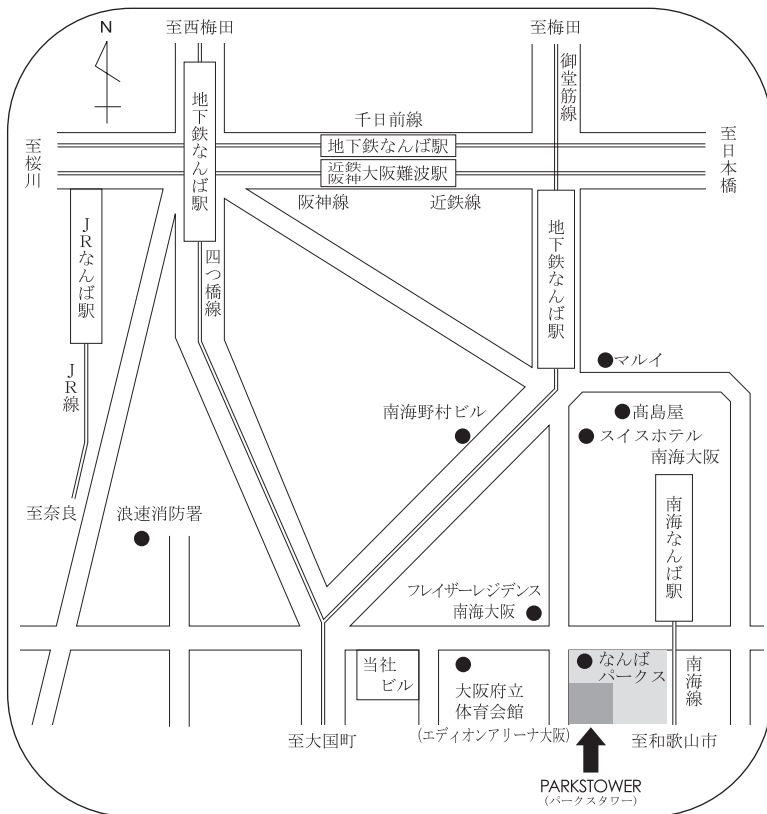 N
至西梅田
至梅田
御堂筋線
地下鉄なんば駅
千日前線
地下鉄なんば駅
至桜川
至日本橋
近鉄
阪神
大阪難波駅
阪神線
近鉄線
JRなんば駅
四つ橋線
地下鉄なんば駅
マルイ
JR線
南海野村ビル
髙島屋
スイスホテル
南海大阪
至奈良
浪速消防署
南海なんば駅
フレイザーレジデンス
南海大阪
当社
ビル
なんば
パークス
南海線
大阪府立
体育会館
(エディオンアリーナ大阪)
至大国町
至和歌山市
PARKSTOWER
(パークスタワー)